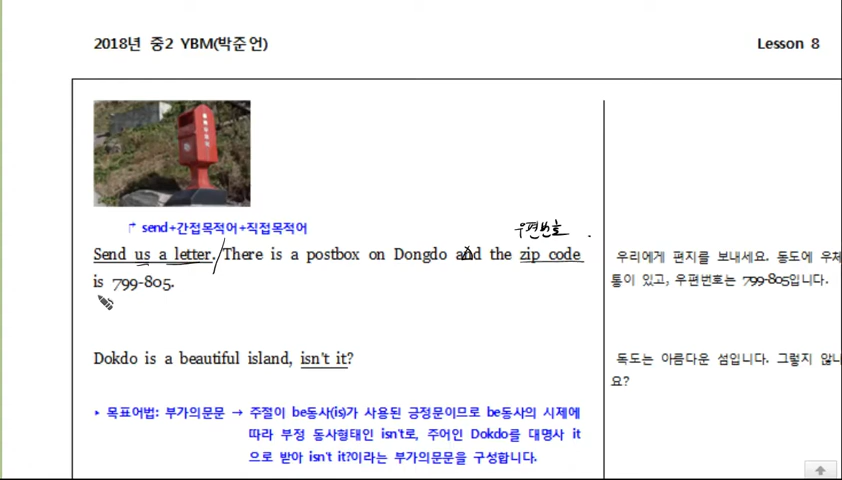 2018년 중2 YBM(박준언)
Lesson 8
send+간접목적어+직접목적어
우편번호
Send us a letter. There is a postbox on Dongdo and the zip code
is 799-805.
우리에게 편지를 보내세요. 동도에 우체
통이 있고, 우편번호는 799-805입니다.
Dokdo is a beautiful island, isn't it?
독도는 아름다운 섬입니다. 그렇지 않나
요?
▸ 목표어법: 부가의문문 → 주절이 be동사(is)가 사용된 긍정문이므로 be동사의 시제에
따라 부정 동사형태인 isn't로, 주어인 Dokdo를 대명사 it
으로 받아 isn't it?이라는 부가의문문을 구성합니다.